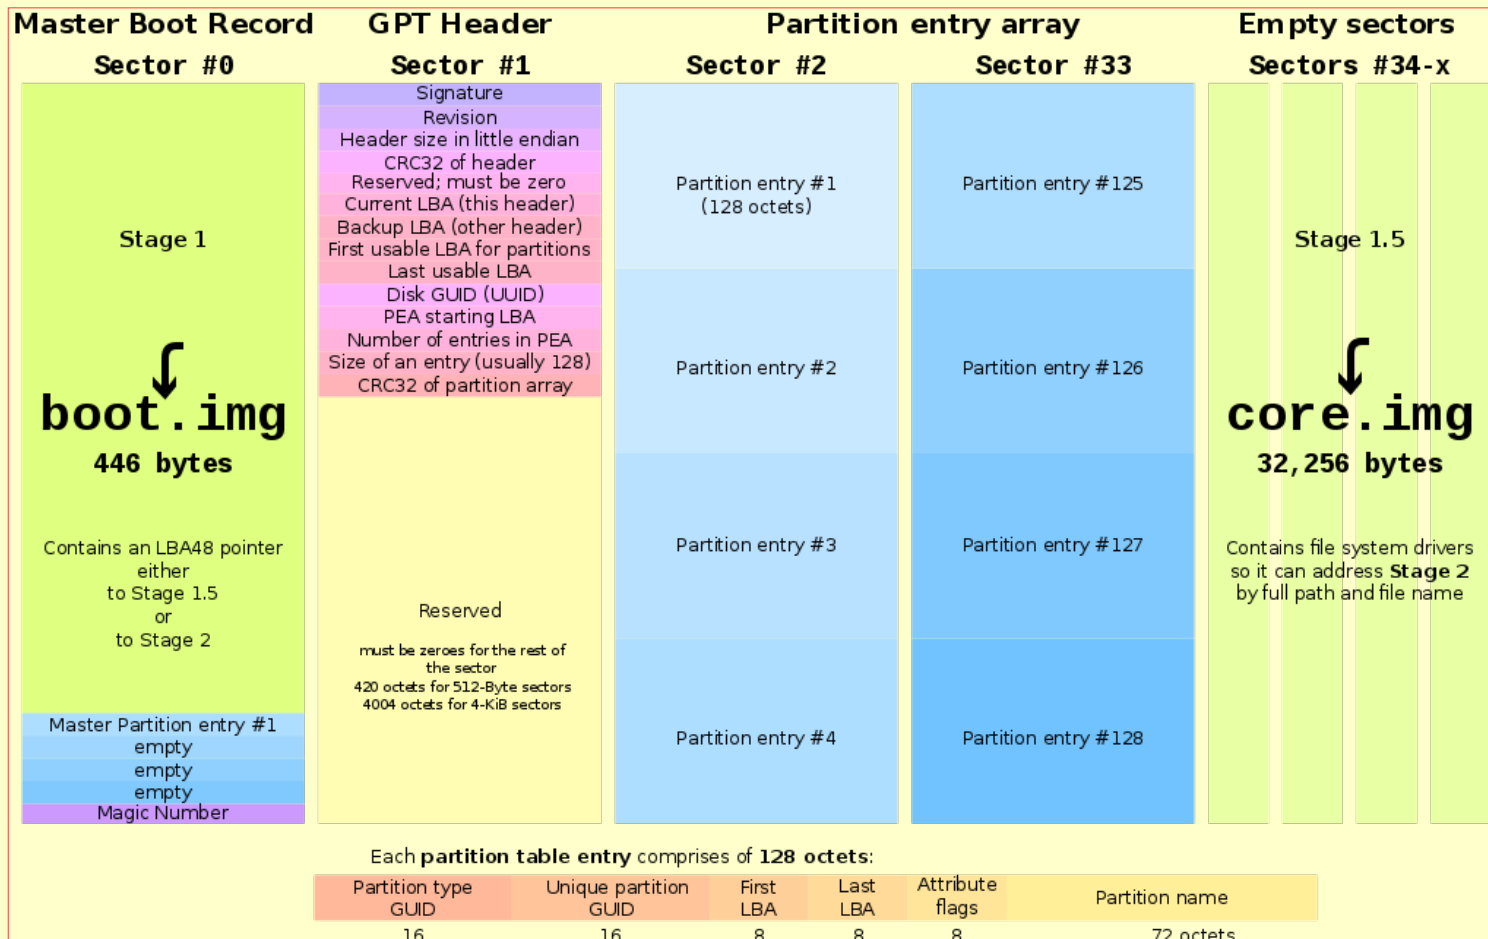 Master Boot Record
Sector #0
Stage 1
boot.img
446 bytes
Contains an LBA48 pointer
either
to Stage 1.5
or
to Stage 2
Master Partition entry #1
empty
empty
empty
Magic Number
GPT Header
Sector #1
Signature
Revision
Header size in little endian
CRC32 of header
Reserved; must be zero
Current LBA (this header)
Backup LBA (other header)
First usable LBA for partitions
Last usable LBA
Disk GUID (UUID)
PEA starting LBA
Number of entries in PEA
Size of an entry (usually 128)
CRC32 of partition array
Reserved
must be zeroes for the rest of
the sector
420 octets for 512-Byte sectors
4004 octets for 4-KiB sectors
Partition entry array
Sector #2
Partition entry #1
(128 octets)
Partition entry #2
Partition entry #3
Partition entry #4
Sector #33
Partition entry #125
Partition entry #126
Partition entry #127
Partition entry #128
Empty sectors
Sectors #34-x
Stage 1.5
core.img
32,256 bytes
Contains file system drivers
so it can address Stage 2
by full path and file name
Each partition table entry comprises of 128 octets:
Partition type
GUID
Unique partition
GUID
First
LBA
Last
LBA
Attribute
flags
Partition name
16 16 8 8 8 72 octets